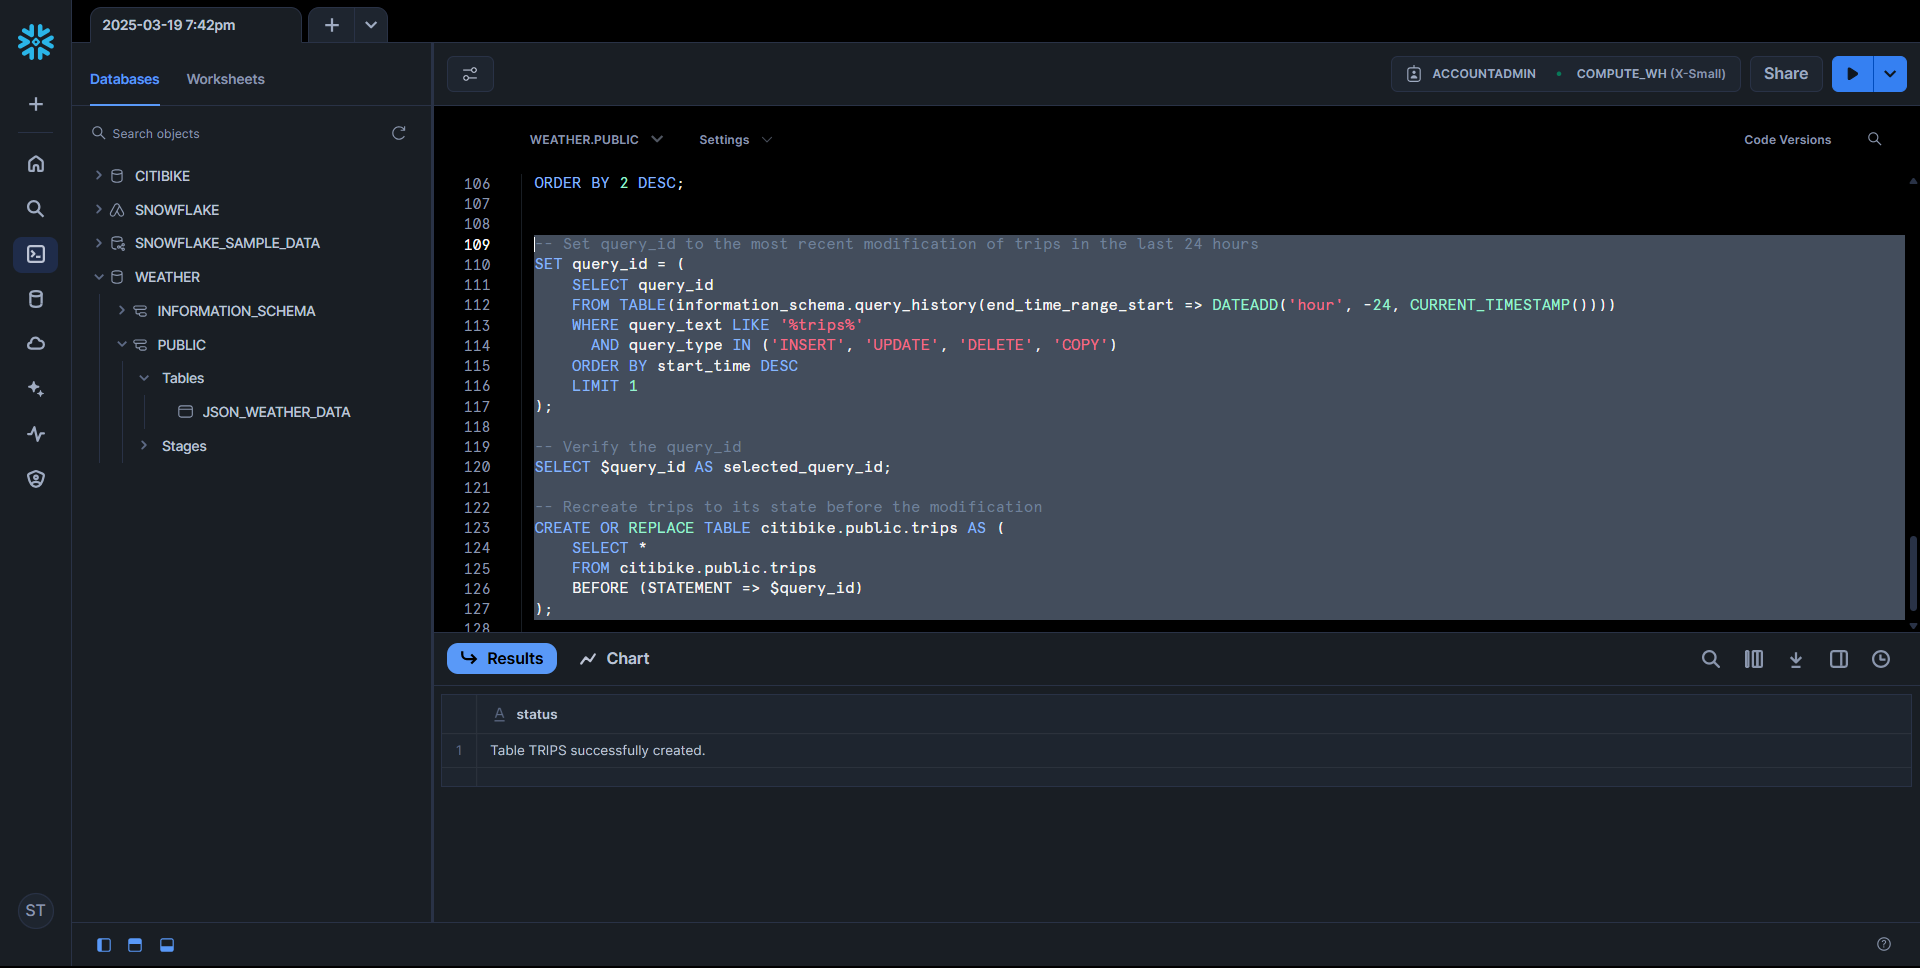 2025-03-19 7:42pm
Databases
Worksheets
ACCOUNTADMIN
COMPUTE_WH (X-Small)
Share
Search objects
CITIBIKE
SNOWFLAKE
SNOWFLAKE_SAMPLE_DATA
WEATHER
INFORMATION_SCHEMA
PUBLIC
Tables
JSON_WEATHER_DATA
Stages
ST
WEATHER.PUBLIC
Settings
Code Versions
106 ORDER BY 2 DESC;
107
108
109 -- Set query_id to the most recent modification of trips in the last 24 hours
110 SET query_id = (
111 SELECT query_id
112 FROM TABLE(information_schema.query_history(end_time_range_start => DATEADD('hour', -24, CURRENT_TIMESTAMP())))
113 WHERE query_text LIKE '%trips%'
114 AND query_type IN ('INSERT', 'UPDATE', 'DELETE', 'COPY')
115 ORDER BY start_time DESC
116 LIMIT 1
117 );
118
119 -- Verify the query_id
120 SELECT $query_id AS selected_query_id;
121
122 -- Recreate trips to its state before the modification
123 CREATE OR REPLACE TABLE citibike.public.trips AS (
124 SELECT *
125 FROM citibike.public.trips
126 BEFORE (STATEMENT => $query_id)
127 );
128
Results
Chart
A status
1 Table TRIPS successfully created.